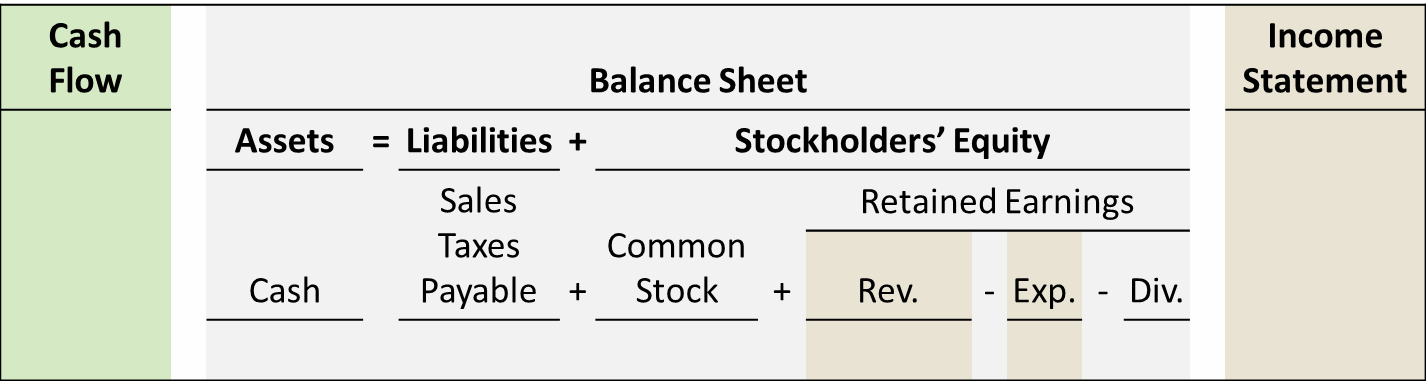 Cash
Flow
Balance Sheet
Income
Statement
Assets = Liabilities + Stockholders’ Equity
Sales
Taxes
Payable
Retained Earnings
Common
Stock
Cash + + Rev. - Exp. - Div.